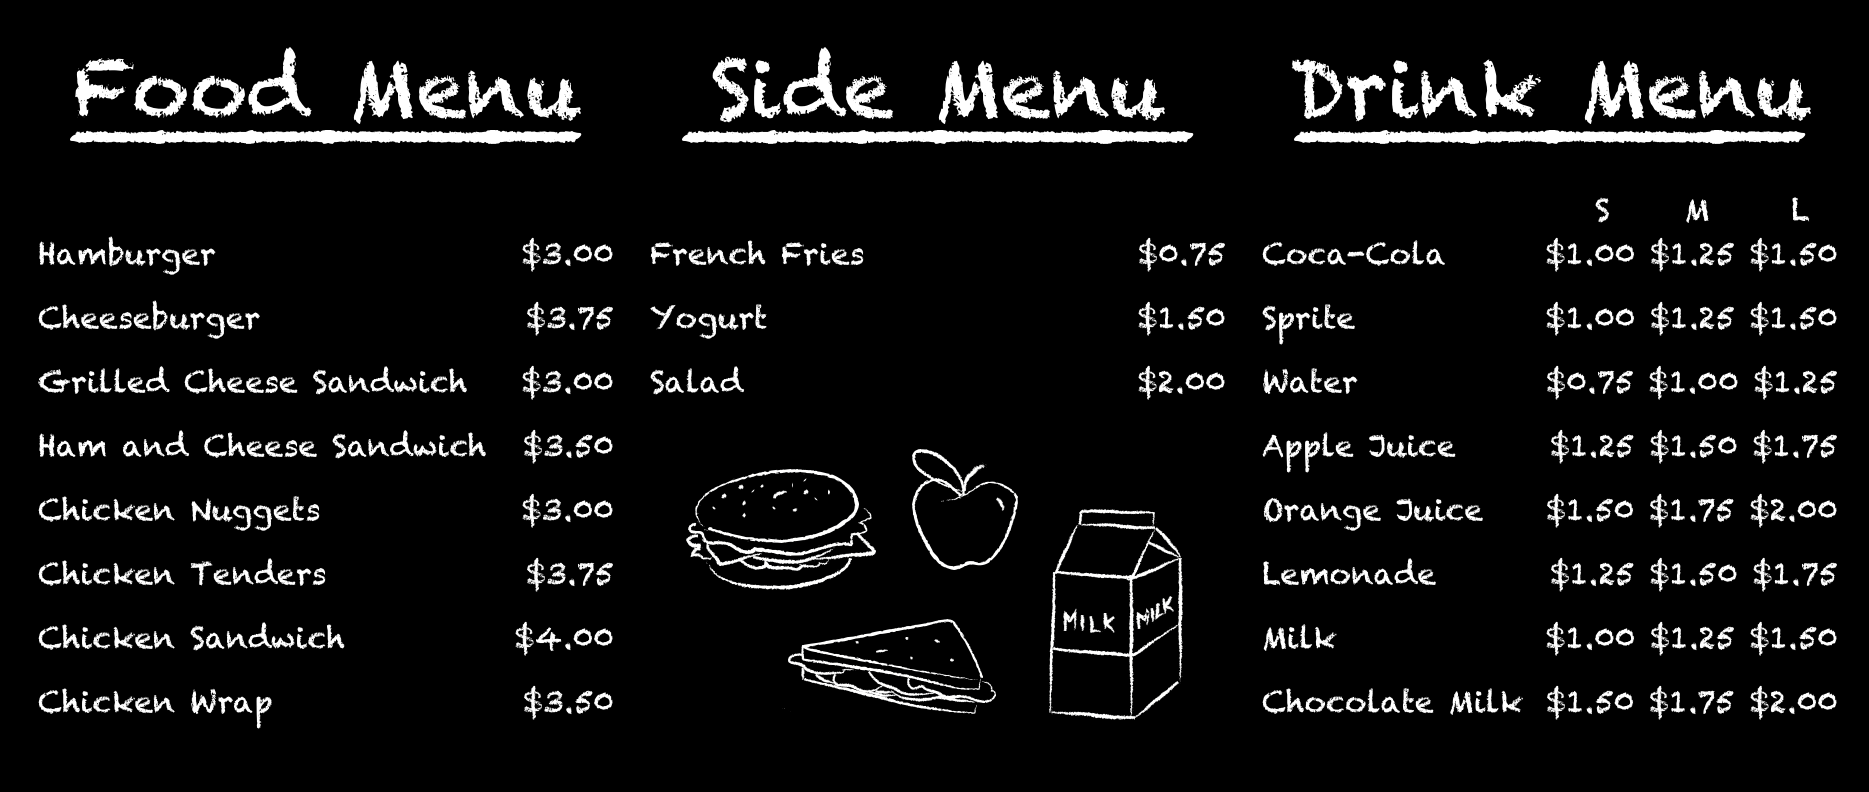 Food Menu
Hamburger $3.00
Cheeseburger $3.75
Grilled Cheese Sandwich $3.00
Ham and Cheese Sandwich $3.50
Chicken Nuggets $3.00
Chicken Tenders $3.75
Chicken Sandwich $4.00
Chicken Wrap $3.50
Side Menu
French Fries $0.75
Yogurt $1.50
Salad $2.00
MILK MILK
Drink Menu
S M L
Coca-Cola $1.00 $1.25 $1.50
Sprite $1.00 $1.25 $1.50
Water $0.75 $1.00 $1.25
Apple Juice $1.25 $1.50 $1.75
Orange Juice $1.50 $1.75 $2.00
Lemonade $1.25 $1.50 $1.75
Milk $1.00 $1.25 $1.50
Chocolate Milk $1.50 $1.75 $2.00